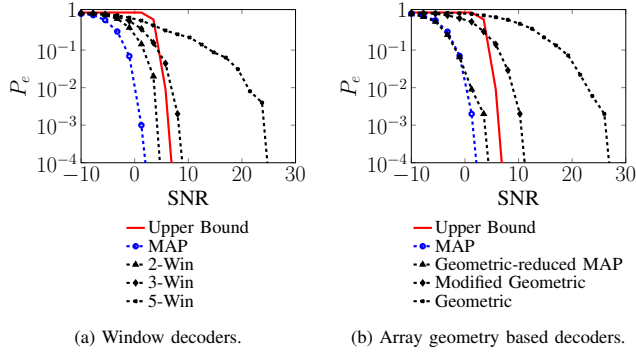 10^{-1}
10^{-2}
10^{-3}
10^{-4}
P_e
−10 0 10 20 30
SNR
Upper Bound
MAP
2-Win
3-Win
5-Win
(a) Window decoders.
10^{-1}
10^{-2}
10^{-3}
10^{-4}
P_e
−10 0 10 20 30
SNR
Upper Bound
MAP
Geometric-reduced MAP
Modified Geometric
Geometric
(b) Array geometry based decoders.